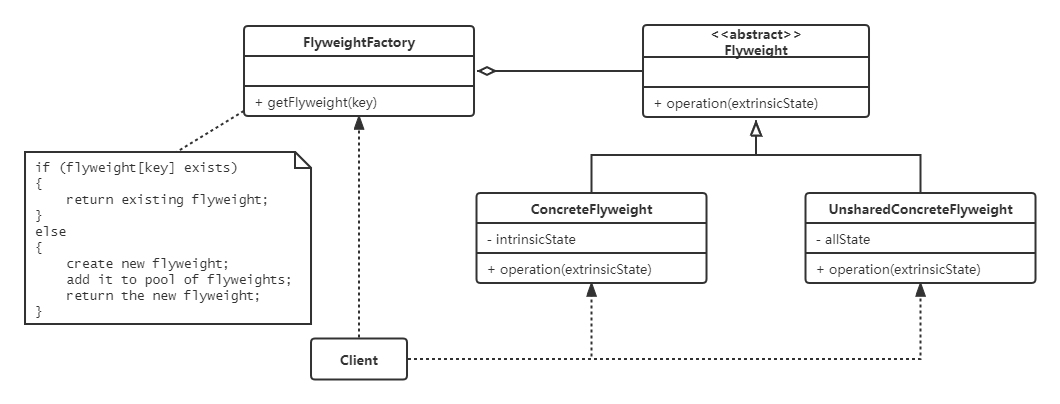 FlyweightFactory
+ getFlyweight(key)
<<abstract>>
Flyweight
+ operation(extrinsicState)
if (flyweight[key] exists)
{
    return existing flyweight;
}
else
{
    create new flyweight;
    add it to pool of flyweights;
    return the new flyweight;
}
ConcreteFlyweight
- intrinsicState
+ operation(extrinsicState)
UnsharedConcreteFlyweight
- allState
+ operation(extrinsicState)
Client